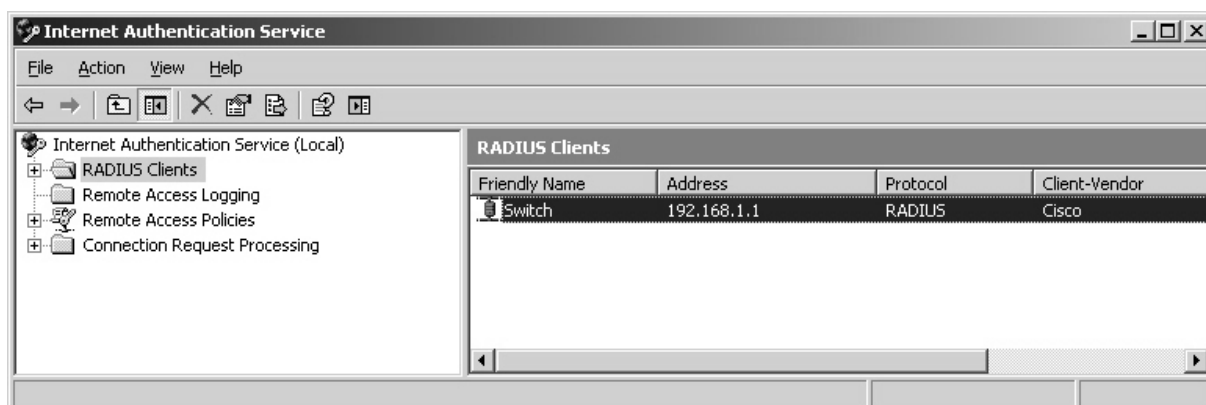 Internet Authentication Service
File Action View Help
Internet Authentication Service (Local)
RADIUS Clients
Remote Access Logging
Remote Access Policies
Connection Request Processing
RADIUS Clients
Friendly Name Address Protocol Client-Vendor
Switch 192.168.1.1 RADIUS Cisco